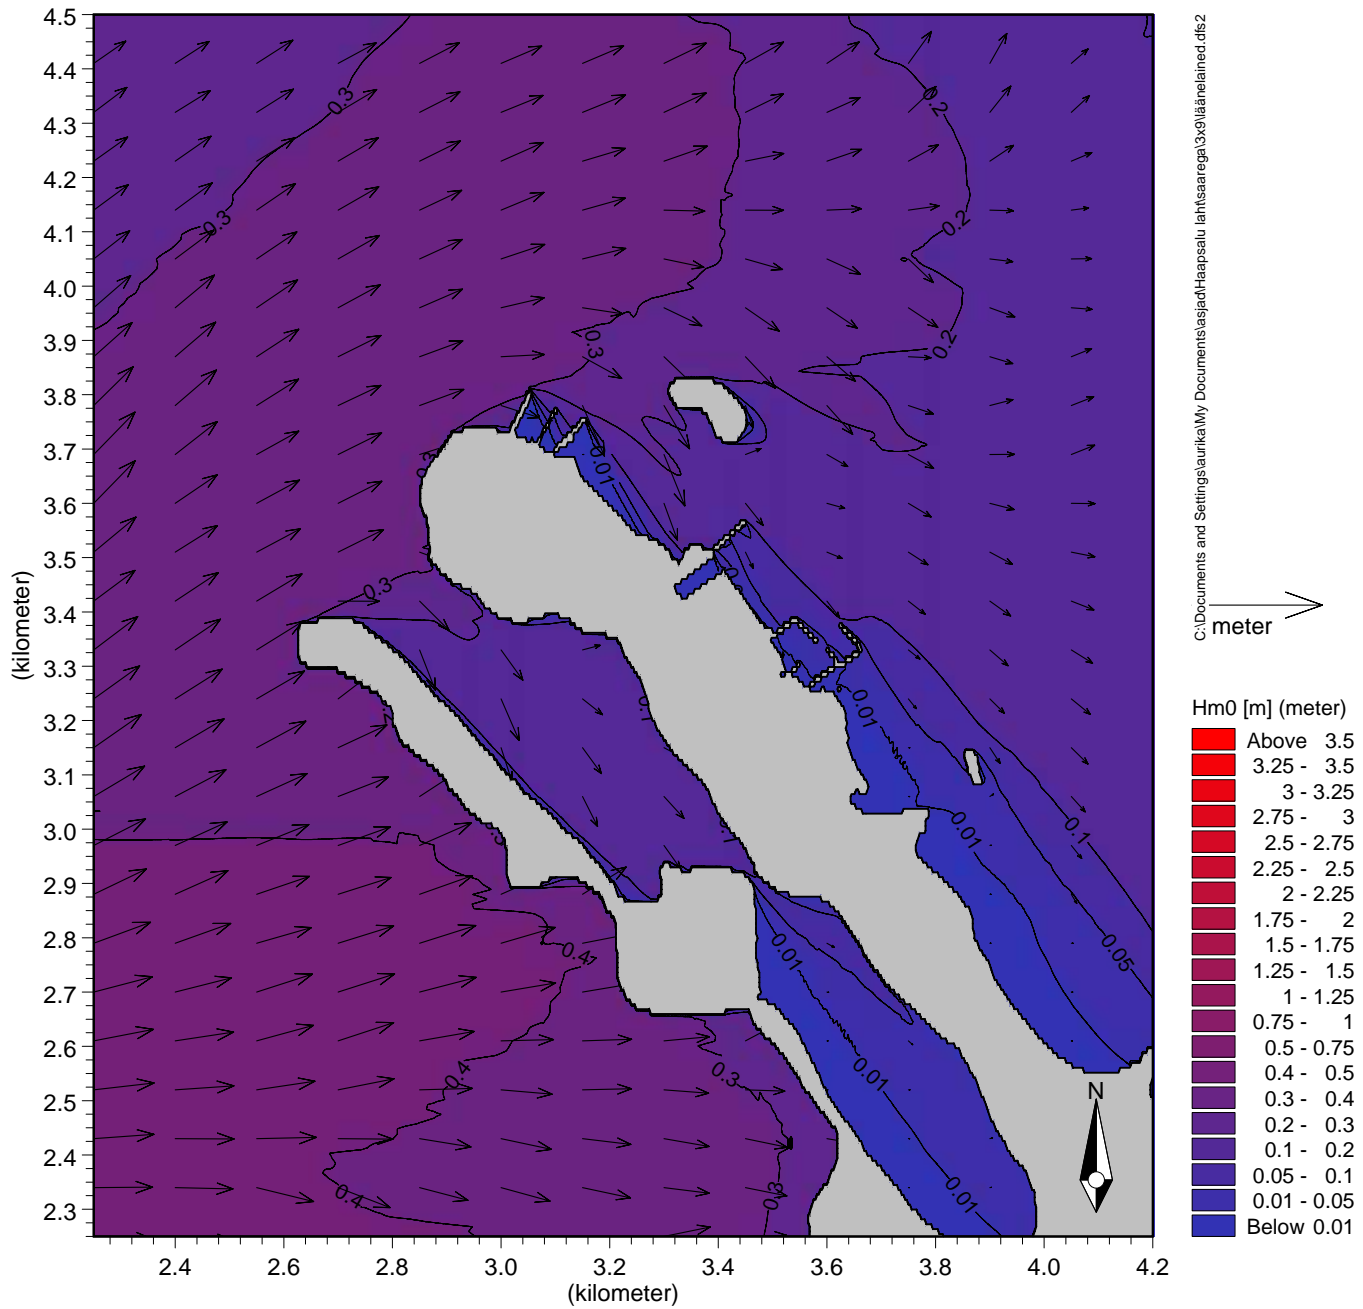 4.5
4.4
4.3
4.2
4.1
4.0
3.9
3.8
3.7
3.6
3.5
3.4
3.3
3.2
3.1
3.0
2.9
2.8
2.7
2.6
2.5
2.4
2.3
(kilometer)
2.4
2.6
2.8
3.0
3.2
3.4
3.6
3.8
4.0
4.2
(kilometer)
0.3
0.2
0.3
0.2
0.3
0.2
0.01
0.3
0.01
0.01
0.1
0.05
0.4
0.01
0.4
0.3
0.01
0.4
0.3
0.01
N
C:\Documents and Settings\aurika\My Documents\asjad\Haapsalu laht\saarega\3x9\läänelained.dfs2
meter
Hm0 [m] (meter)
Above 3.5
3.25 - 3.5
3 - 3.25
2.75 - 3
2.5 - 2.75
2.25 - 2.5
2 - 2.25
1.75 - 2
1.5 - 1.75
1.25 - 1.5
1 - 1.25
0.75 - 1
0.5 - 0.75
0.4 - 0.5
0.3 - 0.4
0.2 - 0.3
0.1 - 0.2
0.05 - 0.1
0.01 - 0.05
Below 0.01